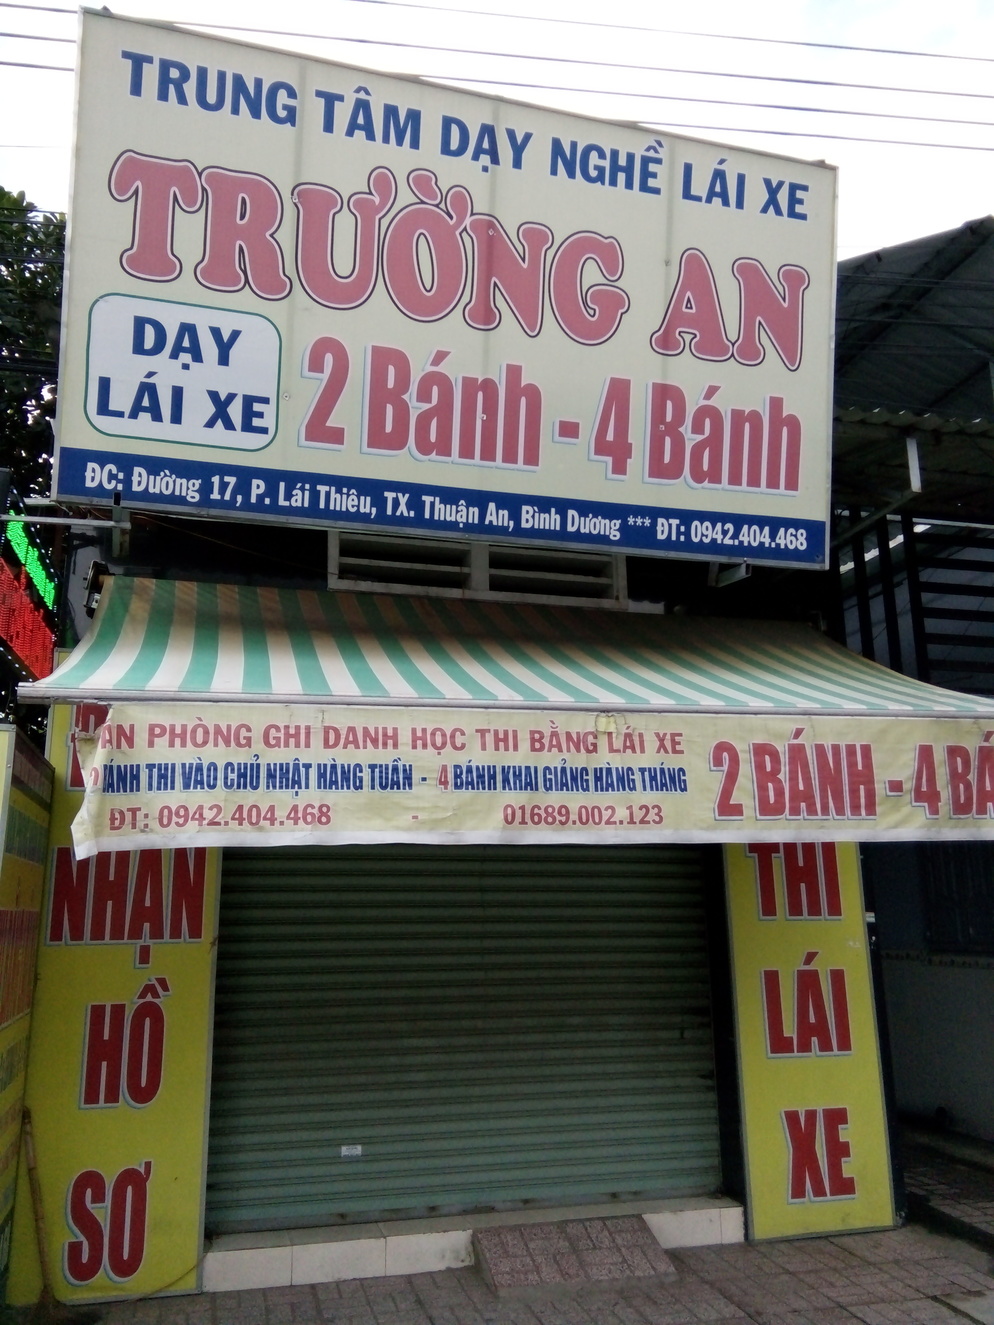 TRUNG TÂM DẠY NGHỀ LÁI XE
TRƯỜNG AN
DẠY
LÁI XE
2 Bánh - 4 Bánh
ĐC: Đường 17, P. Lái Thiêu, TX. Thuận An, Bình Dương *** ĐT: 0942.404.468
PHÒNG GHI DANH HỌC THI BẰNG LÁI XE
2 BÁNH THI VÀO CHỦ NHẬT HÀNG TUẦN - 4 BÁNH KHAI GIẢNG HÀNG THÁNG
ĐT: 0942.404.468 - 01689.002.123
2 BÁNH - 4 BÁ
NHẬN
HỒ
SƠ
THI
LÁI
XE